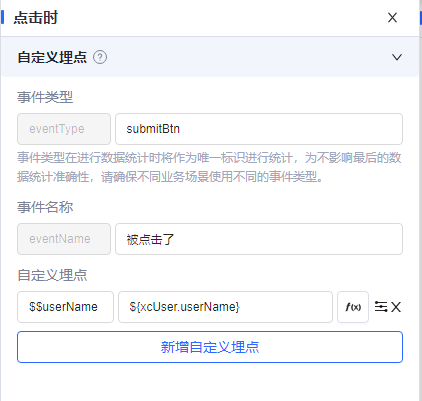 点击时
自定义埋点
事件类型
eventType submitBtn
事件类型在进行数据统计时将作为唯一标识进行统计，为不影响最后的数
据统计准确性，请确保不同业务场景使用不同的事件类型。
事件名称
eventName 被点击了
自定义埋点
$$userName ${xcUser.userName} f(x)
新增自定义埋点